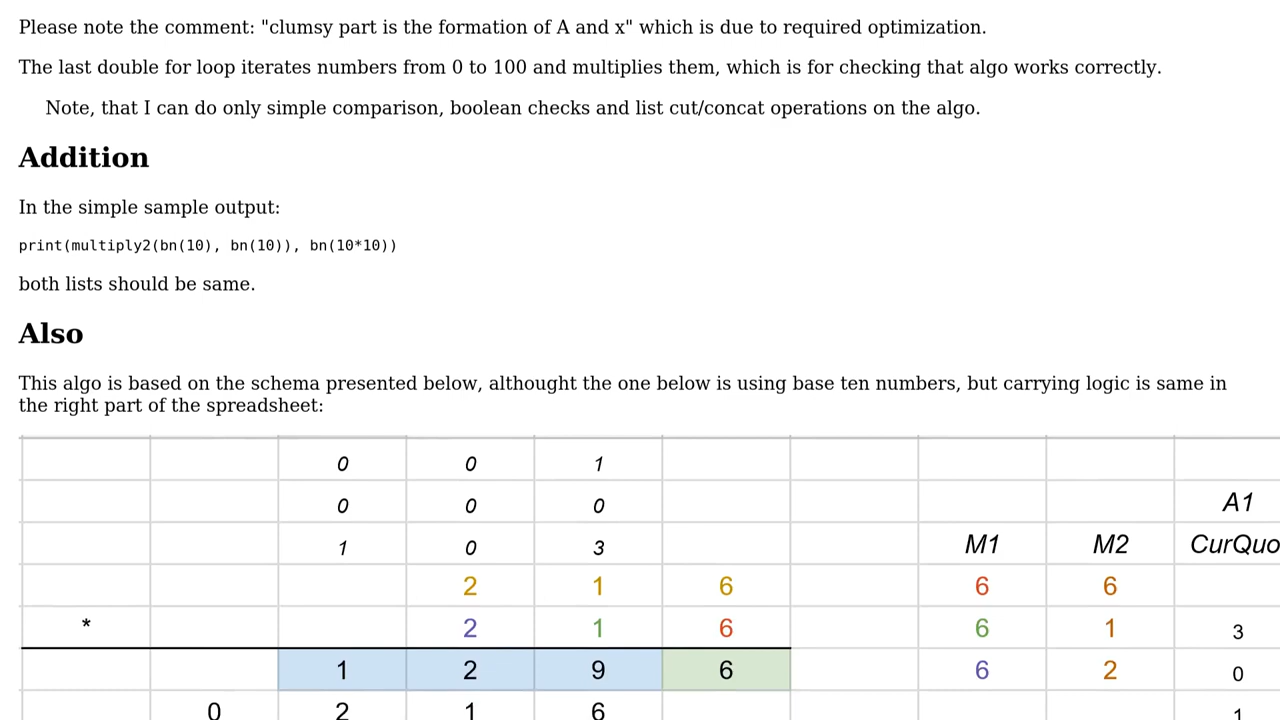 Please note the comment: "clumsy part is the formation of A and x" which is due to required optimization.
The last double for loop iterates numbers from 0 to 100 and multiplies them, which is for checking that algo works correctly.
Note, that I can do only simple comparison, boolean checks and list cut/concat operations on the algo.
Addition
In the simple sample output:
print(multiply2(bn(10), bn(10)), bn(10*10))
both lists should be same.
Also
This algo is based on the schema presented below, althought the one below is using base ten numbers, but carrying logic is same in
the right part of the spreadsheet:
0 0 1
0 0 0 A1
1 0 3 M1 M2 CurQuo
2 1 6 6 6
* 2 1 6 6 1 3
1 2 9 6 6 2 0
0 2 1 6 1